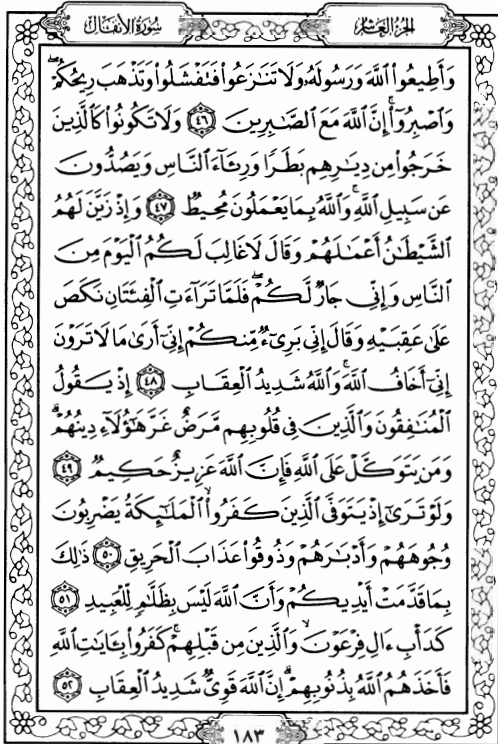 الجزء العاشر
سورة الأنفال
وَأَطِيعُوا۟ ٱللَّهَ وَرَسُولَهُۥ وَلَا تَنَـٰزَعُوا۟ فَتَفْشَلُوا۟ وَتَذْهَبَ رِيحُكُمْ ۖ
وَٱصْبِرُوٓا۟ ۚ إِنَّ ٱللَّهَ مَعَ ٱلصَّـٰبِرِينَ ٤٦ وَلَا تَكُونُوا۟ كَٱلَّذِينَ
خَرَجُوا۟ مِن دِيَـٰرِهِم بَطَرًا وَرِئَآءَ ٱلنَّاسِ وَيَصُدُّونَ
عَن سَبِيلِ ٱللَّهِ ۚ وَٱللَّهُ بِمَا يَعْمَلُونَ مُحِيطٌ ٤٧ وَإِذْ زَيَّنَ لَهُمُ
ٱلشَّيْطَـٰنُ أَعْمَـٰلَهُمْ وَقَالَ لَا غَالِبَ لَكُمُ ٱلْيَوْمَ مِنَ
ٱلنَّاسِ وَإِنِّى جَارٌ لَّكُمْ ۖ فَلَمَّا تَرَآءَتِ ٱلْفِئَتَانِ نَكَصَ
عَلَىٰ عَقِبَيْهِ وَقَالَ إِنِّى بَرِىٓءٌ مِّنكُمْ إِنِّىٓ أَرَىٰ مَا لَا تَرَوْنَ
إِنِّىٓ أَخَافُ ٱللَّهَ ۚ وَٱللَّهُ شَدِيدُ ٱلْعِقَابِ ٤٨ إِذْ يَقُولُ
ٱلْمُنَـٰفِقُونَ وَٱلَّذِينَ فِى قُلُوبِهِم مَّرَضٌ غَرَّ هَـٰٓؤُلَآءِ دِينُهُمْ ۗ
وَمَن يَتَوَكَّلْ عَلَى ٱللَّهِ فَإِنَّ ٱللَّهَ عَزِيزٌ حَكِيمٌ ٤٩
وَلَوْ تَرَىٰٓ إِذْ يَتَوَفَّى ٱلَّذِينَ كَفَرُوا۟ ۙ ٱلْمَلَـٰٓئِكَةُ يَضْرِبُونَ
وُجُوهَهُمْ وَأَدْبَـٰرَهُمْ وَذُوقُوا۟ عَذَابَ ٱلْحَرِيقِ ٥٠ ذَٰلِكَ
بِمَا قَدَّمَتْ أَيْدِيكُمْ وَأَنَّ ٱللَّهَ لَيْسَ بِظَلَّـٰمٍ لِّلْعَبِيدِ ٥١
كَدَأْبِ ءَالِ فِرْعَوْنَ ۙ وَٱلَّذِينَ مِن قَبْلِهِمْ ۚ كَفَرُوا۟ بِـَٔايَـٰتِ ٱللَّهِ
فَأَخَذَهُمُ ٱللَّهُ بِذُنُوبِهِمْ ۗ إِنَّ ٱللَّهَ قَوِىٌّ شَدِيدُ ٱلْعِقَابِ ٥٢
١٨٣